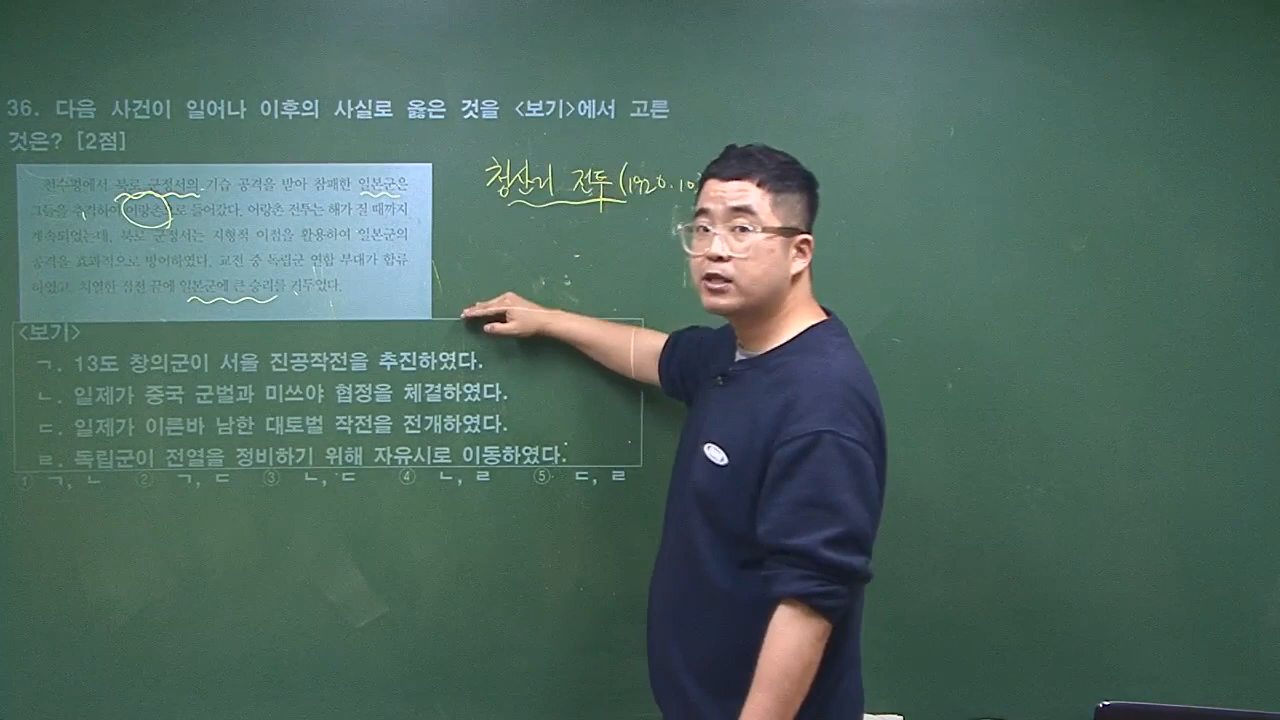 36. 다음 사건이 일어나 이후의 사실로 옳은 것을 <보기>에서 고른
것은? [2점]
청산리 전투(1920.10
천수평에서 북로 군정서의 기습 공격을 받아 참패한 일본군은
그들을 추격하여 어랑촌으로 들어갔다. 어랑촌 전투는 해가 질 때까지
계속되었는데, 북로 군정서는 지형적 이점을 활용하여 일본군의
공격을 효과적으로 방어하였다. 교전 중 독립군 연합 부대가 합류
하였고, 치열한 접전 끝에 일본군에 큰 승리를 거두었다.
<보기>
ㄱ. 13도 창의군이 서울 진공작전을 추진하였다.
ㄴ. 일제가 중국 군벌과 미쓰야 협정을 체결하였다.
ㄷ. 일제가 이른바 남한 대토벌 작전을 전개하였다.
ㄹ. 독립군이 전열을 정비하기 위해 자유시로 이동하였다.
① ㄱ, ㄴ ② ㄱ, ㄷ ③ ㄴ, ㄷ ④ ㄴ, ㄹ ⑤ ㄷ, ㄹ